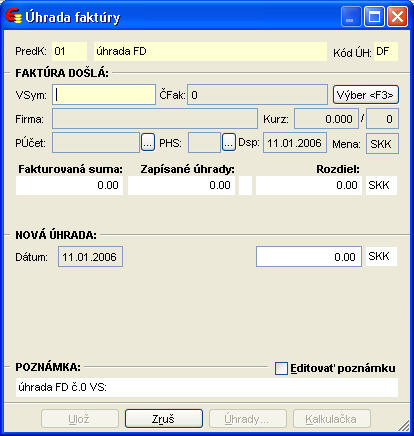 Úhrada faktúry
PredK: 01 úhrada FD Kód ÚH: DF
FAKTÚRA DOŠLÁ:
VSym: ČFak: 0 Výber <F3>
Firma: Kurz: 0.000 / 0
PÚčet: ... PHS: ... Dsp: 11.01.2006 Mena: SKK
Fakturovaná suma: Zapísané úhrady: Rozdiel:
0.00 0.00 0.00 SKK
NOVÁ ÚHRADA:
Dátum: 11.01.2006 0.00 SKK
POZNÁMKA: Editovať poznámku
úhrada FD č.0 VS:
Ulož Zruš Úhrady... Kalkulačka